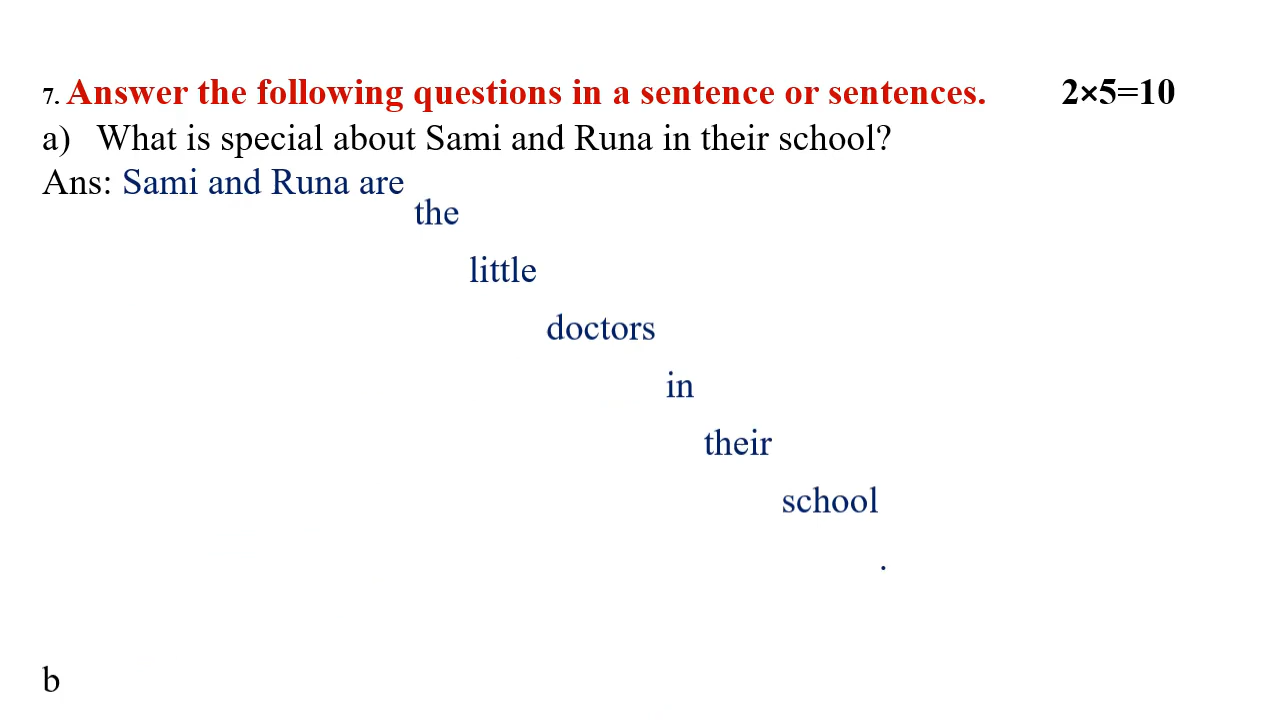 7. Answer the following questions in a sentence or sentences. 2×5=10
a) What is special about Sami and Runa in their school?
Ans: Sami and Runa are
the
little
doctors
in
their
school
.
b